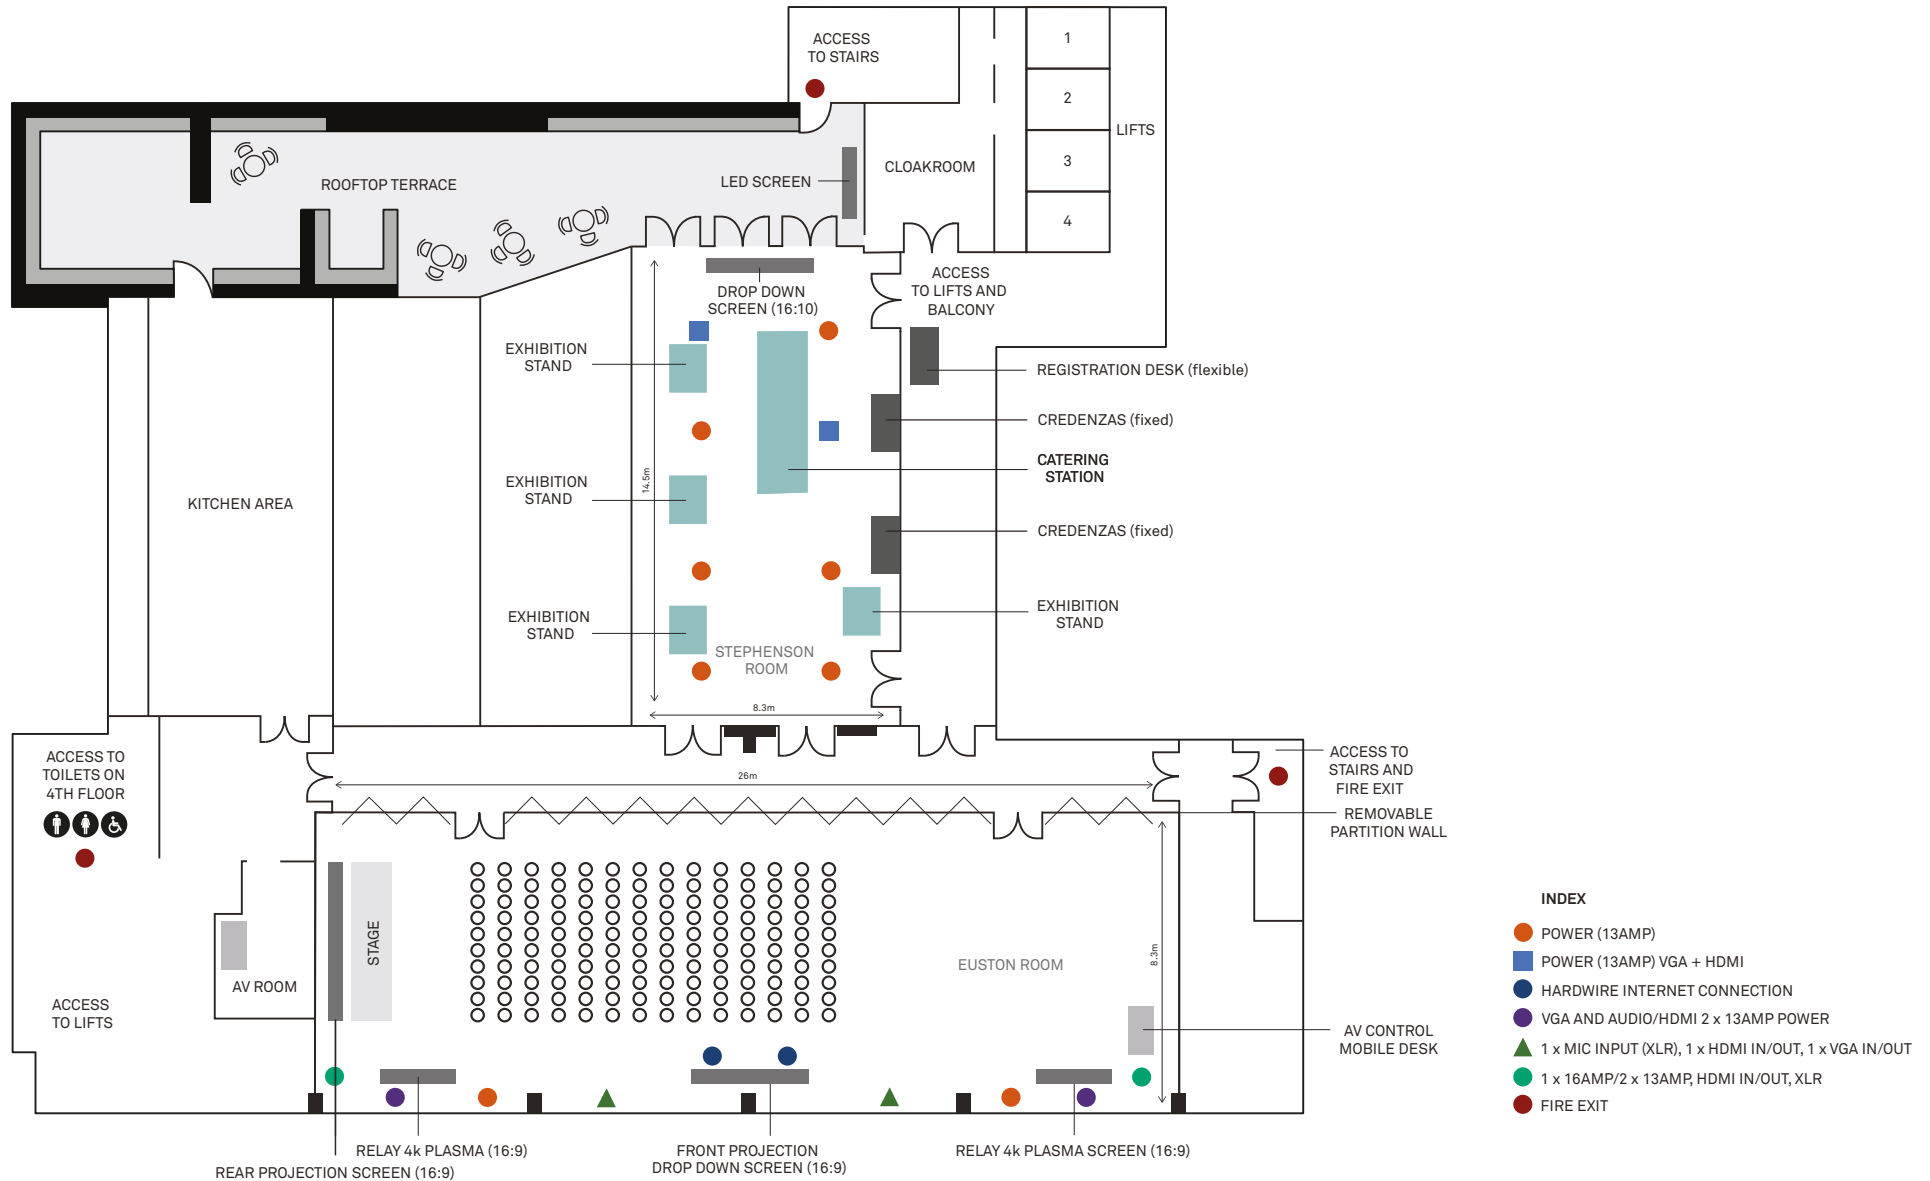 ACCESS
TO STAIRS
1
2
3
4
LIFTS
CLOAKROOM
LED SCREEN
ROOFTOP TERRACE
ACCESS
TO LIFTS AND
BALCONY
DROP DOWN
SCREEN (16:10)
EXHIBITION
STAND
REGISTRATION DESK (flexible)
CREDENZAS (fixed)
CATERING
STATION
14.5m
EXHIBITION
STAND
KITCHEN AREA
CREDENZAS (fixed)
EXHIBITION
STAND
EXHIBITION
STAND
STEPHENSON
ROOM
8.3m
ACCESS TO
TOILETS ON
4TH FLOOR
26m
ACCESS TO
STAIRS AND
FIRE EXIT
REMOVABLE
PARTITION WALL
STAGE
EUSTON ROOM
8.3m
AV ROOM
ACCESS
TO LIFTS
AV CONTROL
MOBILE DESK
RELAY 4k PLASMA (16:9)
REAR PROJECTION SCREEN (16:9)
FRONT PROJECTION
DROP DOWN SCREEN (16:9)
RELAY 4k PLASMA SCREEN (16:9)
INDEX
POWER (13AMP)
POWER (13AMP) VGA + HDMI
HARDWIRE INTERNET CONNECTION
VGA AND AUDIO/HDMI 2 x 13AMP POWER
1 x MIC INPUT (XLR), 1 x HDMI IN/OUT, 1 x VGA IN/OUT
1 x 16AMP/2 x 13AMP, HDMI IN/OUT, XLR
FIRE EXIT